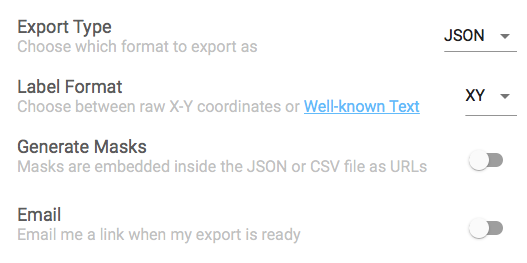 Export Type
Choose which format to export as
JSON
Label Format
Choose between raw X-Y coordinates or Well-known Text
XY
Generate Masks
Masks are embedded inside the JSON or CSV file as URLs
Email
Email me a link when my export is ready